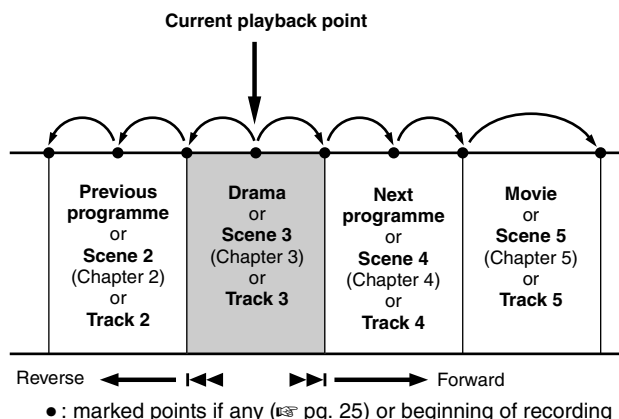 Current playback point
Previous
programme
or
Scene 2
(Chapter 2)
or
Track 2
Drama
or
Scene 3
(Chapter 3)
or
Track 3
Next
programme
or
Scene 4
(Chapter 4)
or
Track 4
Movie
or
Scene 5
(Chapter 5)
or
Track 5
Reverse
Forward
● : marked points if any (☞ pg. 25) or beginning of recording